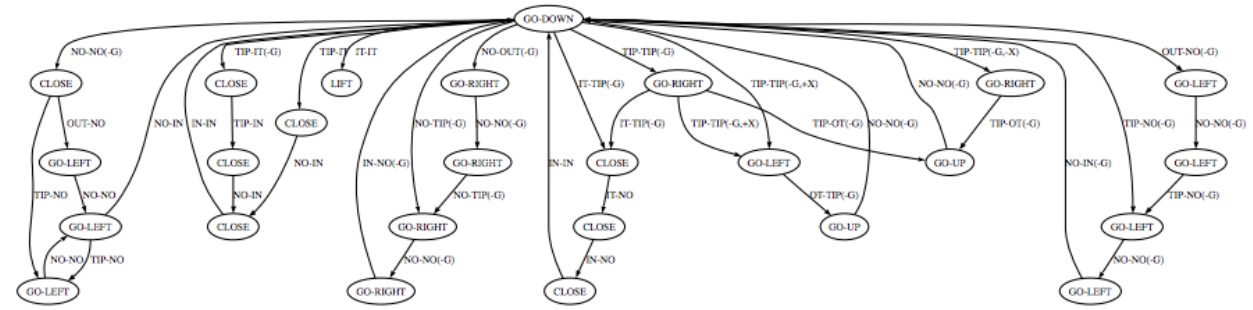 GO-DOWN
NO-NO(-G) TIP-IT(-G) TIP-IT IT-IT NO-OUT(-G) TIP-TIP(-G) TIP-TIP(-G,-X) OUT-NO(-G)
CLOSE CLOSE LIFT GO-RIGHT IT-TIP(-G) GO-RIGHT TIP-TIP(-G,+X) NO-NO(-G) GO-RIGHT GO-LEFT
OUT-NO NO-IN IN-IN TIP-IN CLOSE NO-TIP(-G) NO-NO(-G) IT-TIP(-G) TIP-TIP(-G,+X) TIP-OT(-G) NO-NO(-G) TIP-OT(-G) TIP-NO(-G) NO-NO(-G)
GO-LEFT CLOSE NO-IN IN-NO(-G) GO-RIGHT IN-IN CLOSE GO-LEFT GO-UP NO-IN(-G) GO-LEFT
TIP-NO NO-NO NO-IN NO-TIP(-G) IT-NO OT-TIP(-G) TIP-NO(-G)
GO-LEFT CLOSE GO-RIGHT CLOSE GO-UP GO-LEFT
NO-NO TIP-NO NO-NO(-G) IN-NO NO-NO(-G)
GO-LEFT GO-RIGHT CLOSE GO-LEFT